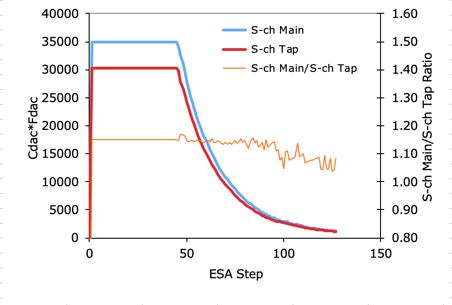 40000
35000
30000
25000
20000
15000
10000
5000
0
Cdac*Fdac
S-ch Main
S-ch Tap
S-ch Main/S-ch Tap
1.60
1.50
1.40
1.30
1.20
1.10
1.00
0.90
0.80
S-ch Main/S-ch Tap Ratio
0 50 100 150
ESA Step